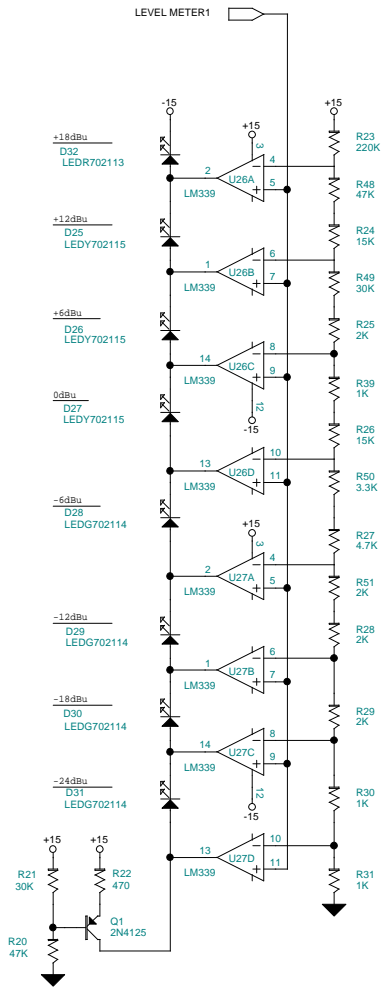 LEVEL METER1
-15
+15
+15
+18dBu
D32
LEDR702113
2
3
4
5
U26A
LM339
R23
220K
R48
47K
+12dBu
D25
LEDY702115
1
6
7
U26B
LM339
R24
15K
R49
30K
+6dBu
D26
LEDY702115
14
8
9
U26C
LM339
12
-15
R25
2K
R39
1K
0dBu
D27
LEDY702115
13
10
11
U26D
LM339
R26
15K
R50
3.3K
-6dBu
D28
LEDG702114
+15
3
2
4
5
U27A
LM339
R27
4.7K
R51
2K
-12dBu
D29
LEDG702114
1
6
7
U27B
LM339
R28
2K
-18dBu
D30
LEDG702114
14
8
9
U27C
LM339
12
-15
R29
2K
-24dBu
D31
LEDG702114
13
10
11
U27D
LM339
R30
1K
R31
1K
+15
+15
R21
30K
R22
470
Q1
2N4125
R20
47K